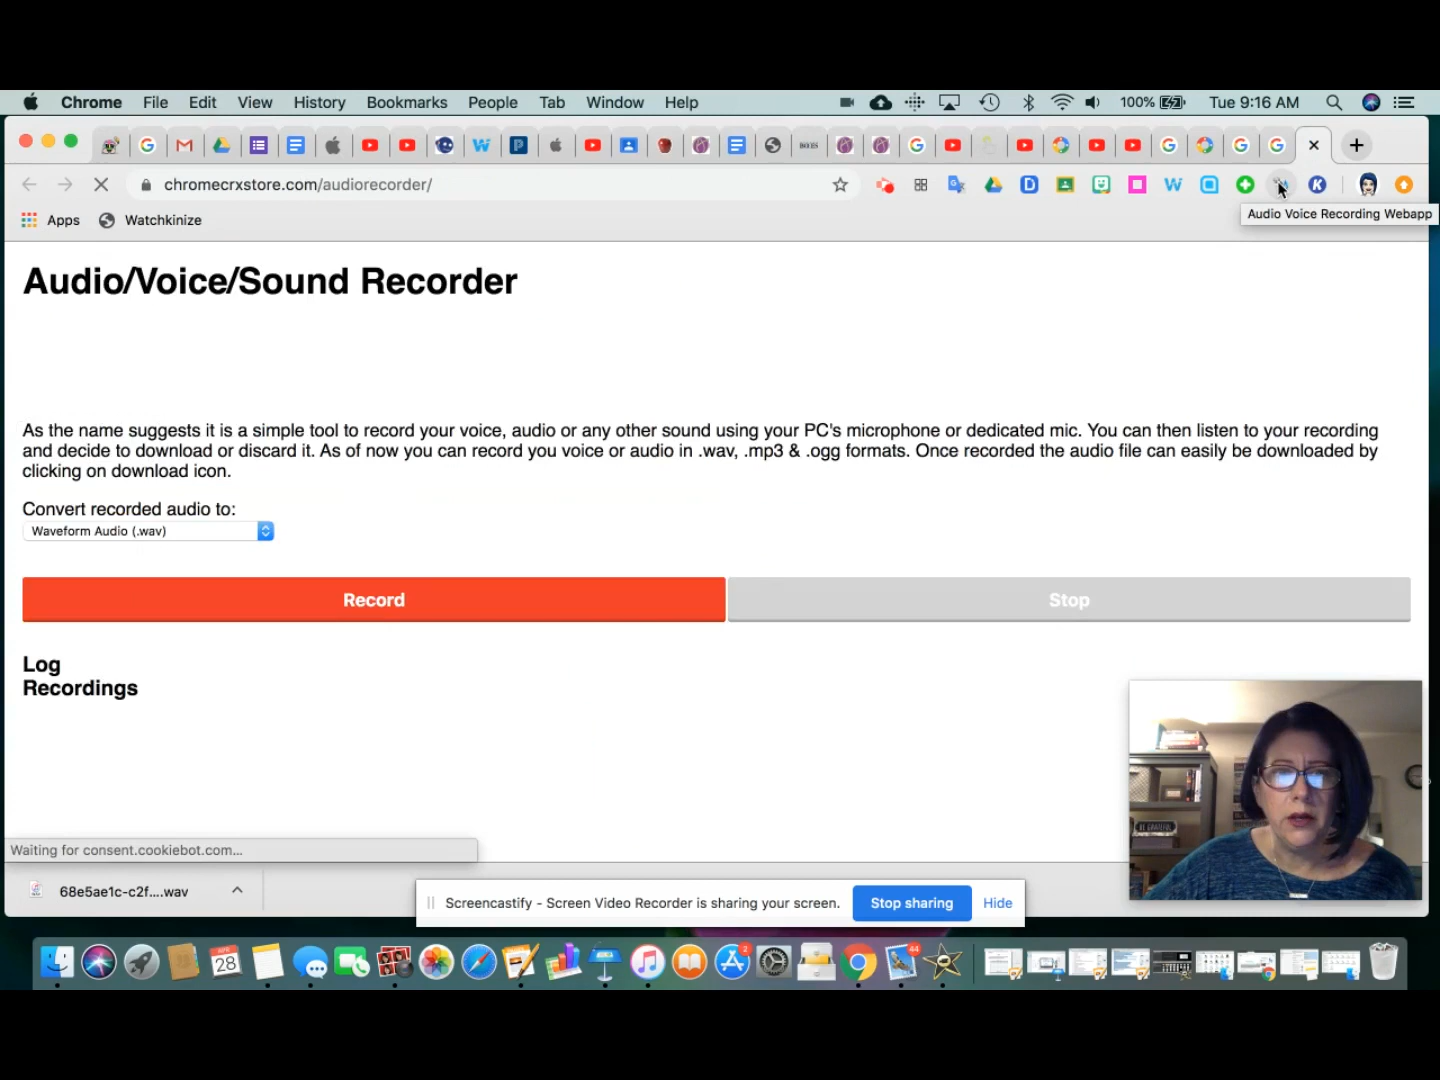 Chrome File Edit View History Bookmarks People Tab Window Help 100% Tue 9:16 AM
chromecrxstore.com/audiorecorder/
Apps Watchkinize
Audio Voice Recording Webapp
Audio/Voice/Sound Recorder
As the name suggests it is a simple tool to record your voice, audio or any other sound using your PC's microphone or dedicated mic. You can then listen to your recording
and decide to download or discard it. As of now you can record you voice or audio in .wav, .mp3 & .ogg formats. Once recorded the audio file can easily be downloaded by
clicking on download icon.
Convert recorded audio to:
Waveform Audio (.wav)
Record Stop
Log
Recordings
BE GRATEFUL
Waiting for consent.cookiebot.com...
68e5ae1c-c2f....wav
Screencastify - Screen Video Recorder is sharing your screen. Stop sharing Hide
APR
28
2
44